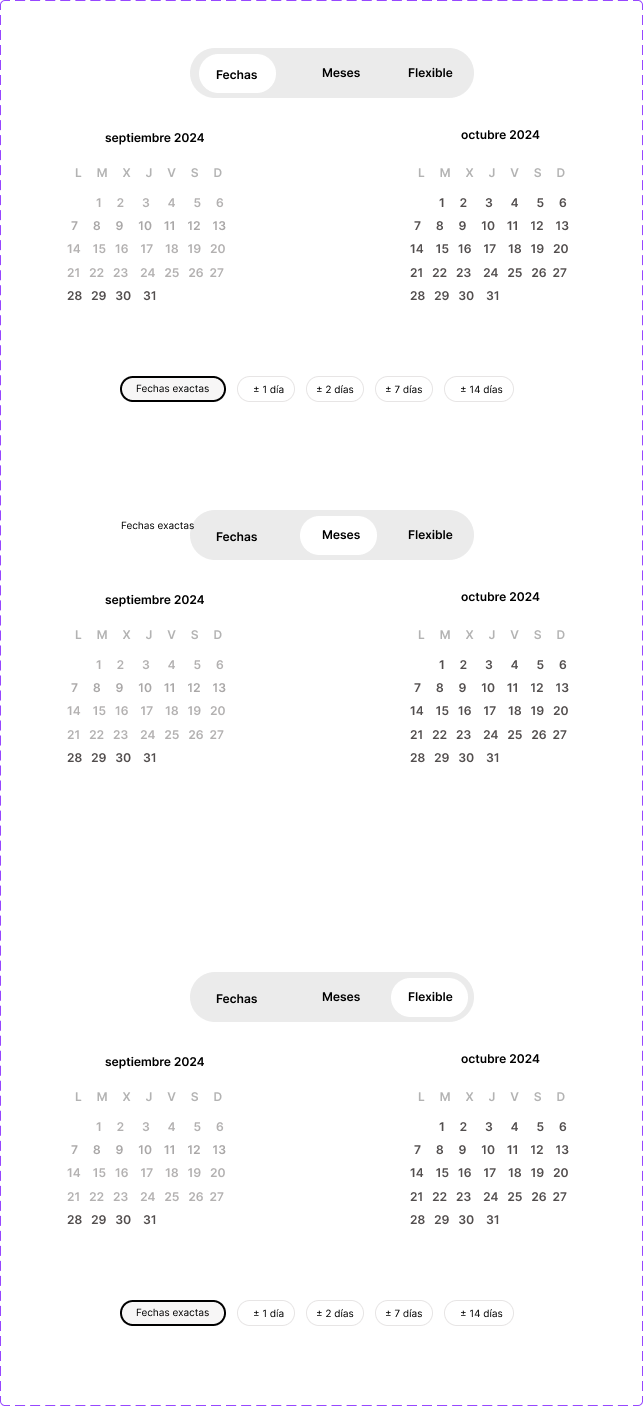 Fechas Meses Flexible
septiembre 2024 octubre 2024
L M X J V S D L M X J V S D
1 2 3 4 5 6 1 2 3 4 5 6
7 8 9 10 11 12 13 7 8 9 10 11 12 13
14 15 16 17 18 19 20 14 15 16 17 18 19 20
21 22 23 24 25 26 27 21 22 23 24 25 26 27
28 29 30 31 28 29 30 31
Fechas exactas ± 1 día ± 2 días ± 7 días ± 14 días
Fechas exactas Fechas Meses Flexible
septiembre 2024 octubre 2024
L M X J V S D L M X J V S D
1 2 3 4 5 6 1 2 3 4 5 6
7 8 9 10 11 12 13 7 8 9 10 11 12 13
14 15 16 17 18 19 20 14 15 16 17 18 19 20
21 22 23 24 25 26 27 21 22 23 24 25 26 27
28 29 30 31 28 29 30 31
Fechas Meses Flexible
septiembre 2024 octubre 2024
L M X J V S D L M X J V S D
1 2 3 4 5 6 1 2 3 4 5 6
7 8 9 10 11 12 13 7 8 9 10 11 12 13
14 15 16 17 18 19 20 14 15 16 17 18 19 20
21 22 23 24 25 26 27 21 22 23 24 25 26 27
28 29 30 31 28 29 30 31
Fechas exactas ± 1 día ± 2 días ± 7 días ± 14 días